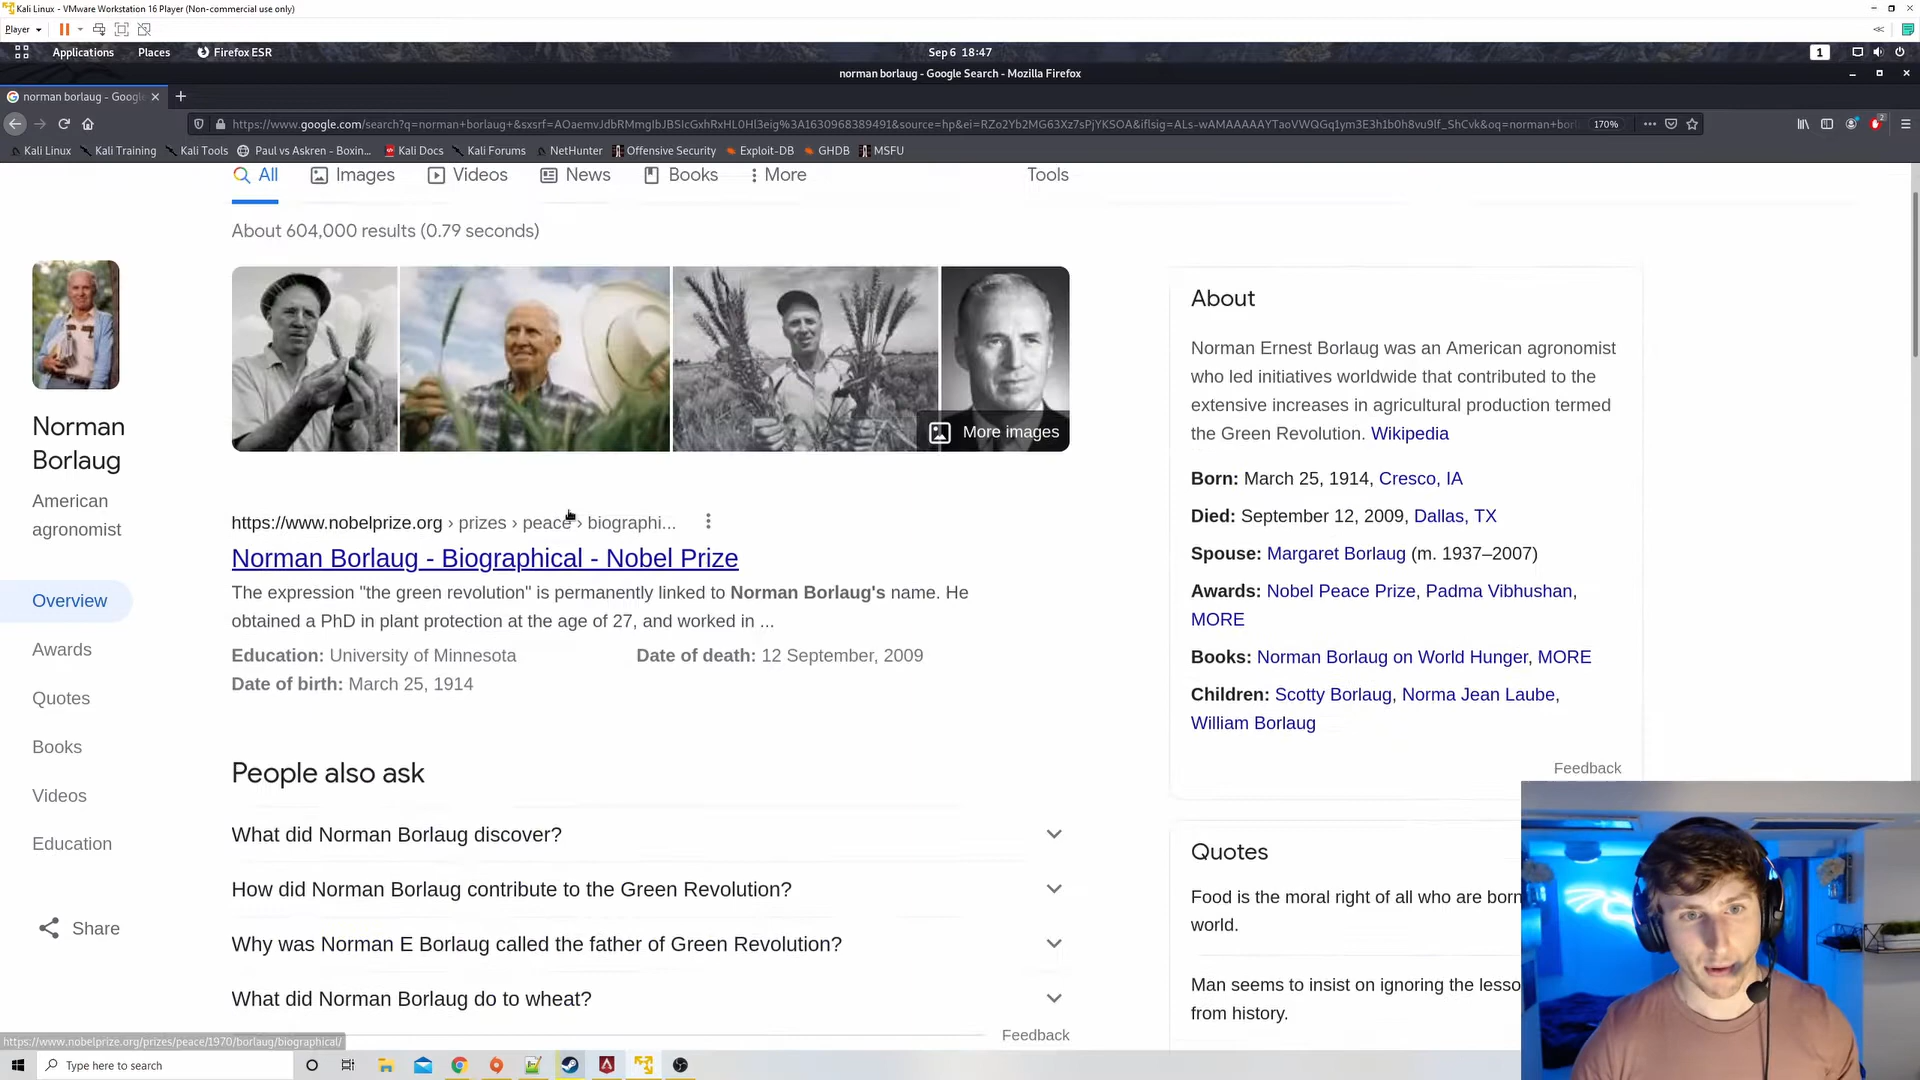 Kali Linux - VMware Workstation 16 Player (Non-commercial use only)
Player
Applications Places Firefox ESR Sep 6 18:47 1
norman borlaug - Google Search - Mozilla Firefox
norman borlaug - Google
170%
Kali Linux Kali Training Kali Tools Paul vs Askren - Boxin... Kali Docs Kali Forums NetHunter Offensive Security Exploit-DB GHDB MSFU
All Images Videos News Books More Tools
About 604,000 results (0.79 seconds)
More images
Norman
Borlaug
American
agronomist
Overview
Awards
Quotes
Books
Videos
Education
Share
https://www.nobelprize.org › prizes › peace › biographi...
Norman Borlaug - Biographical - Nobel Prize
The expression "the green revolution" is permanently linked to Norman Borlaug's name. He
obtained a PhD in plant protection at the age of 27, and worked in ...
Education: University of Minnesota Date of death: 12 September, 2009
Date of birth: March 25, 1914
People also ask
What did Norman Borlaug discover?
How did Norman Borlaug contribute to the Green Revolution?
Why was Norman E Borlaug called the father of Green Revolution?
What did Norman Borlaug do to wheat?
Feedback
About
Norman Ernest Borlaug was an American agronomist
who led initiatives worldwide that contributed to the
extensive increases in agricultural production termed
the Green Revolution. Wikipedia
Born: March 25, 1914, Cresco, IA
Died: September 12, 2009, Dallas, TX
Spouse: Margaret Borlaug (m. 1937–2007)
Awards: Nobel Peace Prize, Padma Vibhushan,
MORE
Books: Norman Borlaug on World Hunger, MORE
Children: Scotty Borlaug, Norma Jean Laube,
William Borlaug
Feedback
Quotes
Food is the moral right of all who are born
world.
Man seems to insist on ignoring the lesso
from history.
https://www.nobelprize.org/prizes/peace/1970/borlaug/biographical/
Type here to search